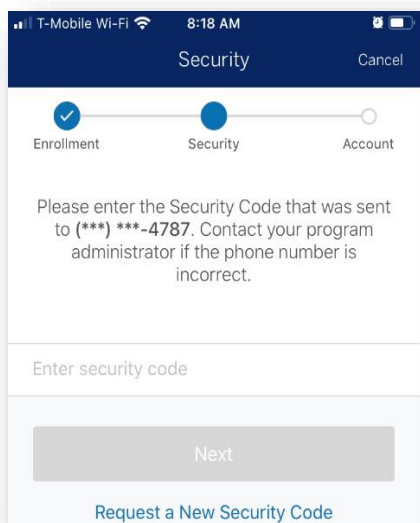 T-Mobile Wi-Fi 8:18 AM
Security Cancel
Enrollment Security Account
Please enter the Security Code that was sent
to (***) ***-4787. Contact your program
administrator if the phone number is
incorrect.
Enter security code
Next
Request a New Security Code